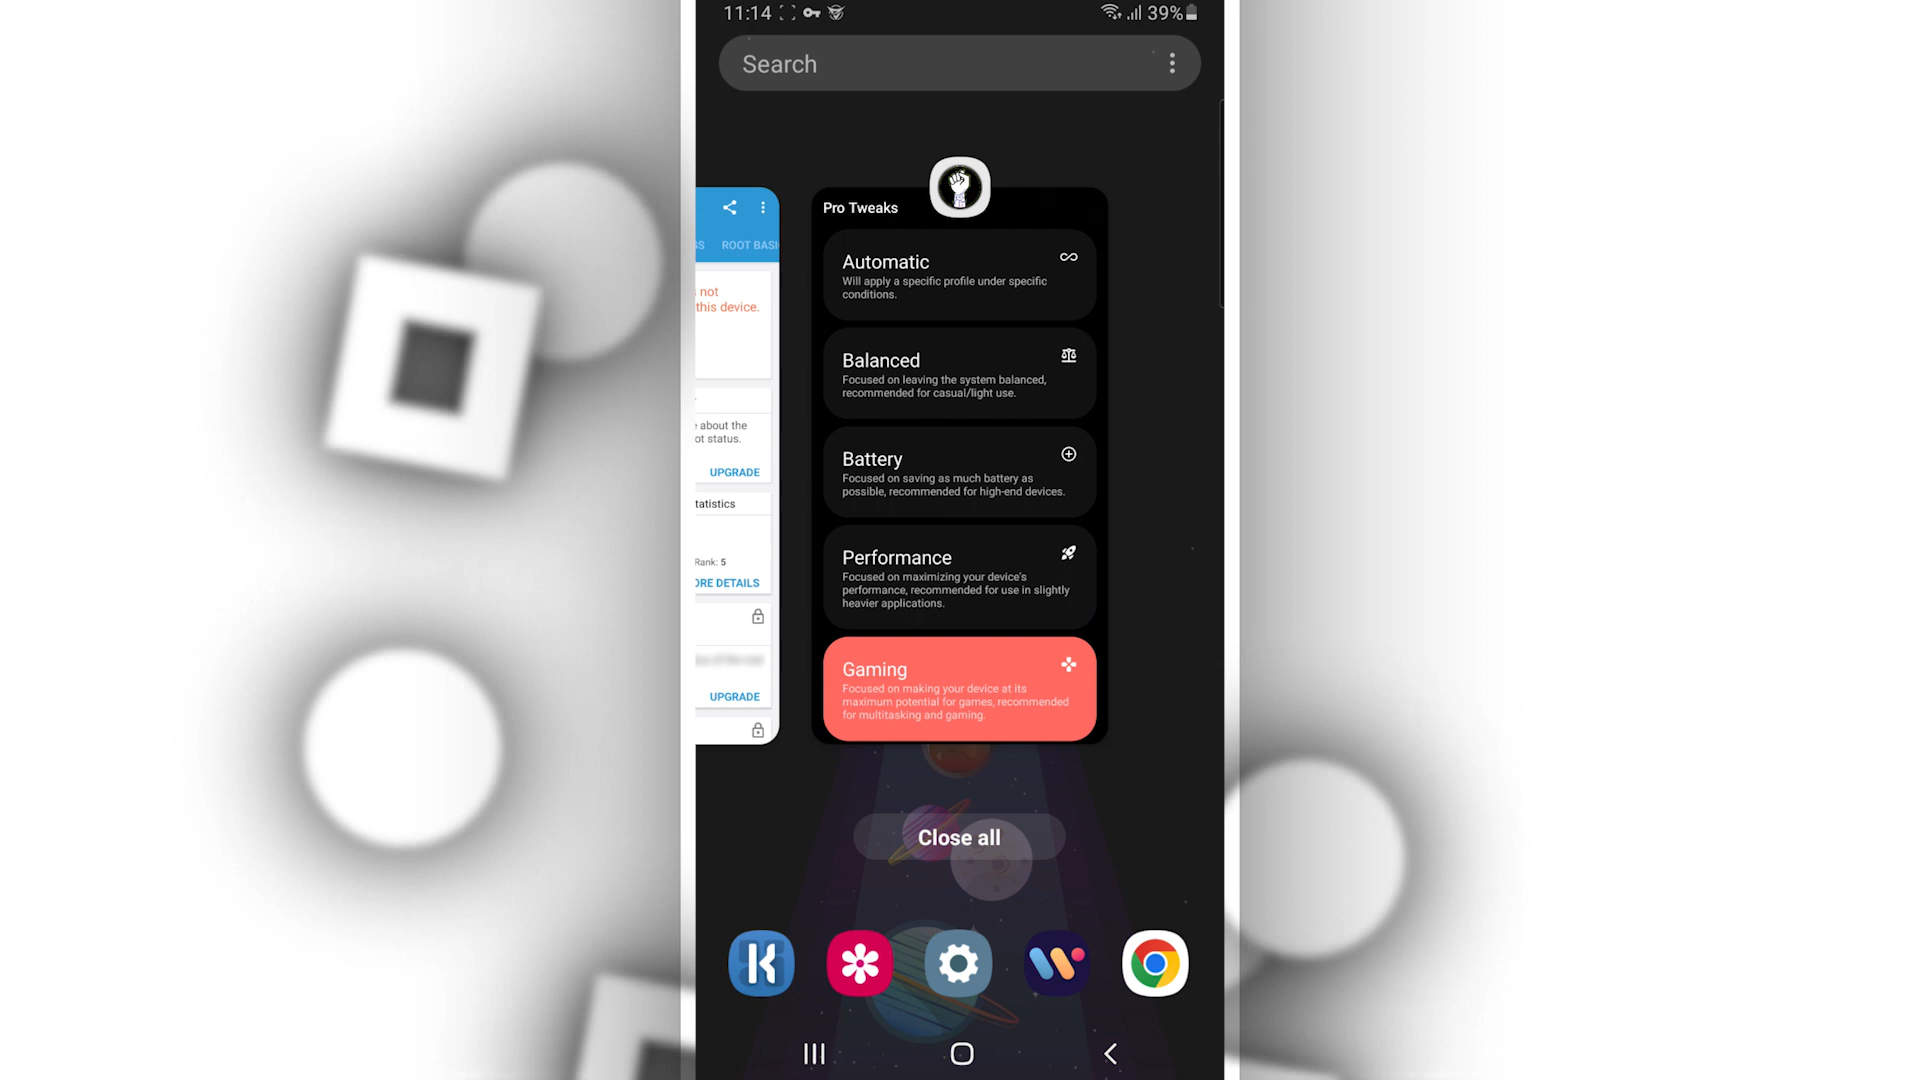 11:14
39%
Search
ROOT BASI
not
this device.
about the
ot status.
UPGRADE
tatistics
Rank: 5
ORE DETAILS
UPGRADE
Pro Tweaks
Automatic
Will apply a specific profile under specific
conditions.
Balanced
Focused on leaving the system balanced,
recommended for casual/light use.
Battery
Focused on saving as much battery as
possible, recommended for high-end devices.
Performance
Focused on maximizing your device's
performance, recommended for use in slightly
heavier applications.
Gaming
Focused on making your device at its
maximum potential for games, recommended
for multitasking and gaming.
Close all